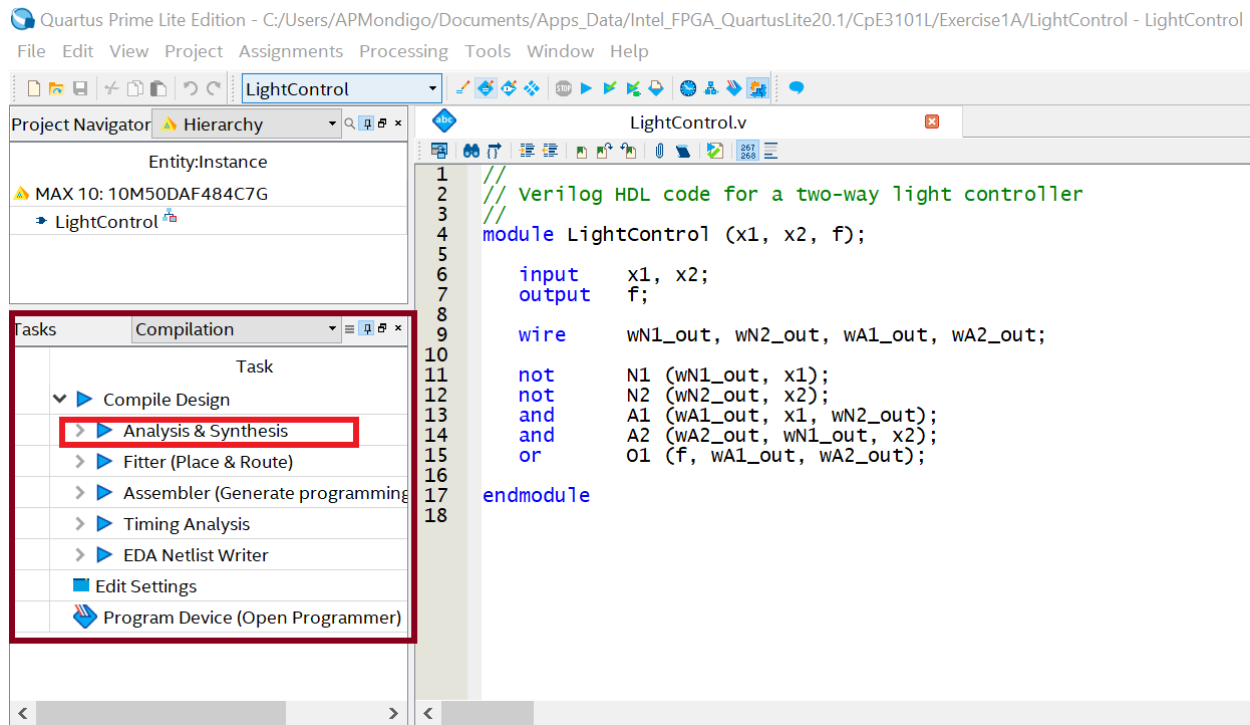 Quartus Prime Lite Edition - C:/Users/APMondigo/Documents/Apps_Data/Intel_FPGA_QuartusLite20.1/CpE3101L/Exercise1A/LightControl - LightControl
File Edit View Project Assignments Processing Tools Window Help
LightControl
Project Navigator Hierarchy
Entity:Instance
MAX 10: 10M50DAF484C7G
LightControl
Tasks Compilation
Task
Compile Design
Analysis & Synthesis
Fitter (Place & Route)
Assembler (Generate programming
Timing Analysis
EDA Netlist Writer
Edit Settings
Program Device (Open Programmer)
abc LightControl.v
267
268
1 //
2 // Verilog HDL code for a two-way light controller
3 //
4 module LightControl (x1, x2, f);
5
6 input x1, x2;
7 output f;
8
9 wire wN1_out, wN2_out, wA1_out, wA2_out;
10
11 not N1 (wN1_out, x1);
12 not N2 (wN2_out, x2);
13 and A1 (wA1_out, x1, wN2_out);
14 and A2 (wA2_out, wN1_out, x2);
15 or O1 (f, wA1_out, wA2_out);
16
17 endmodule
18